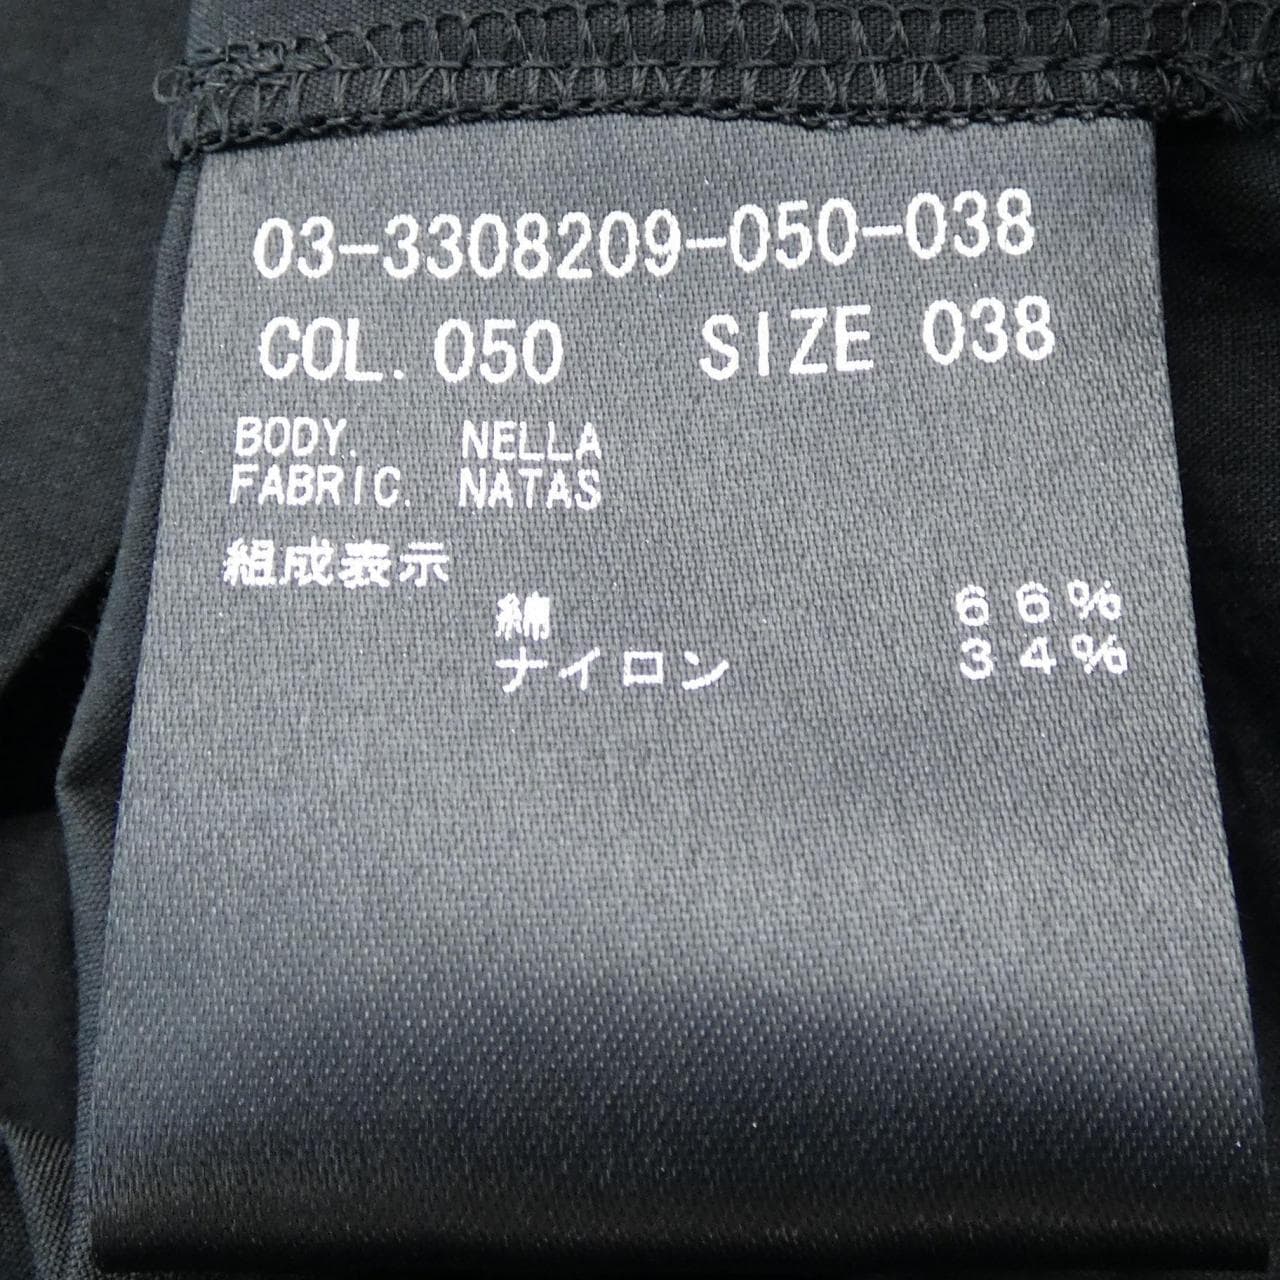 03-3308209-050-038
COL. 050 SIZE 038
BODY. NELLA
FABRIC. NATAS
組成表示
綿 66%
ナイロン 34%